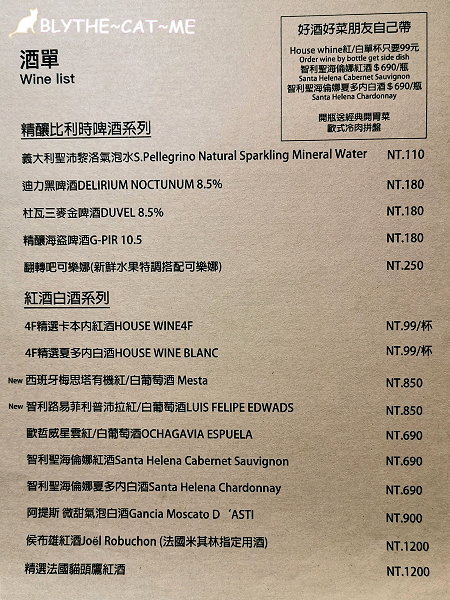 BLYTHE~CAT~ME
好酒好菜朋友自己帶
House whine紅/白單杯只要99元
Order wine by bottle get side dish
智利聖海倫娜紅酒＄690/瓶
Santa Helena Cabernet Sauvignon
智利聖海倫娜夏多內白酒＄690/瓶
Santa Helena Chardonnay
開瓶送經典開胃菜
歐式冷肉拼盤
酒單
Wine list
精釀比利時啤酒系列
義大利聖沛黎洛氣泡水S.Pellegrino Natural Sparkling Mineral Water NT.110
迪力黑啤酒DELIRIUM NOCTUNUM 8.5% NT.180
杜瓦三麥金啤酒DUVEL 8.5% NT.180
精釀海盜啤酒G-PIR 10.5 NT.180
翻轉吧可樂娜(新鮮水果特調搭配可樂娜) NT.250
紅酒白酒系列
4F精選卡本內紅酒HOUSE WINE4F NT.99/杯
4F精選夏多內白酒HOUSE WINE BLANC NT.99/杯
New 西班牙梅思塔有機紅/白葡萄酒 Mesta NT.850
New 智利路易菲利普沛拉紅/白葡萄酒LUIS FELIPE EDWADS NT.850
歐哲威星雲紅/白葡萄酒OCHAGAVIA ESPUELA NT.690
智利聖海倫娜紅酒Santa Helena Cabernet Sauvignon NT.690
智利聖海倫娜夏多內白酒Santa Helena Chardonnay NT.690
阿提斯 微甜氣泡白酒Gancia Moscato D‘ASTI NT.900
侯布雄紅酒Joël Robuchon (法國米其林指定用酒) NT.1200
精選法國貓頭鷹紅酒 NT.1200